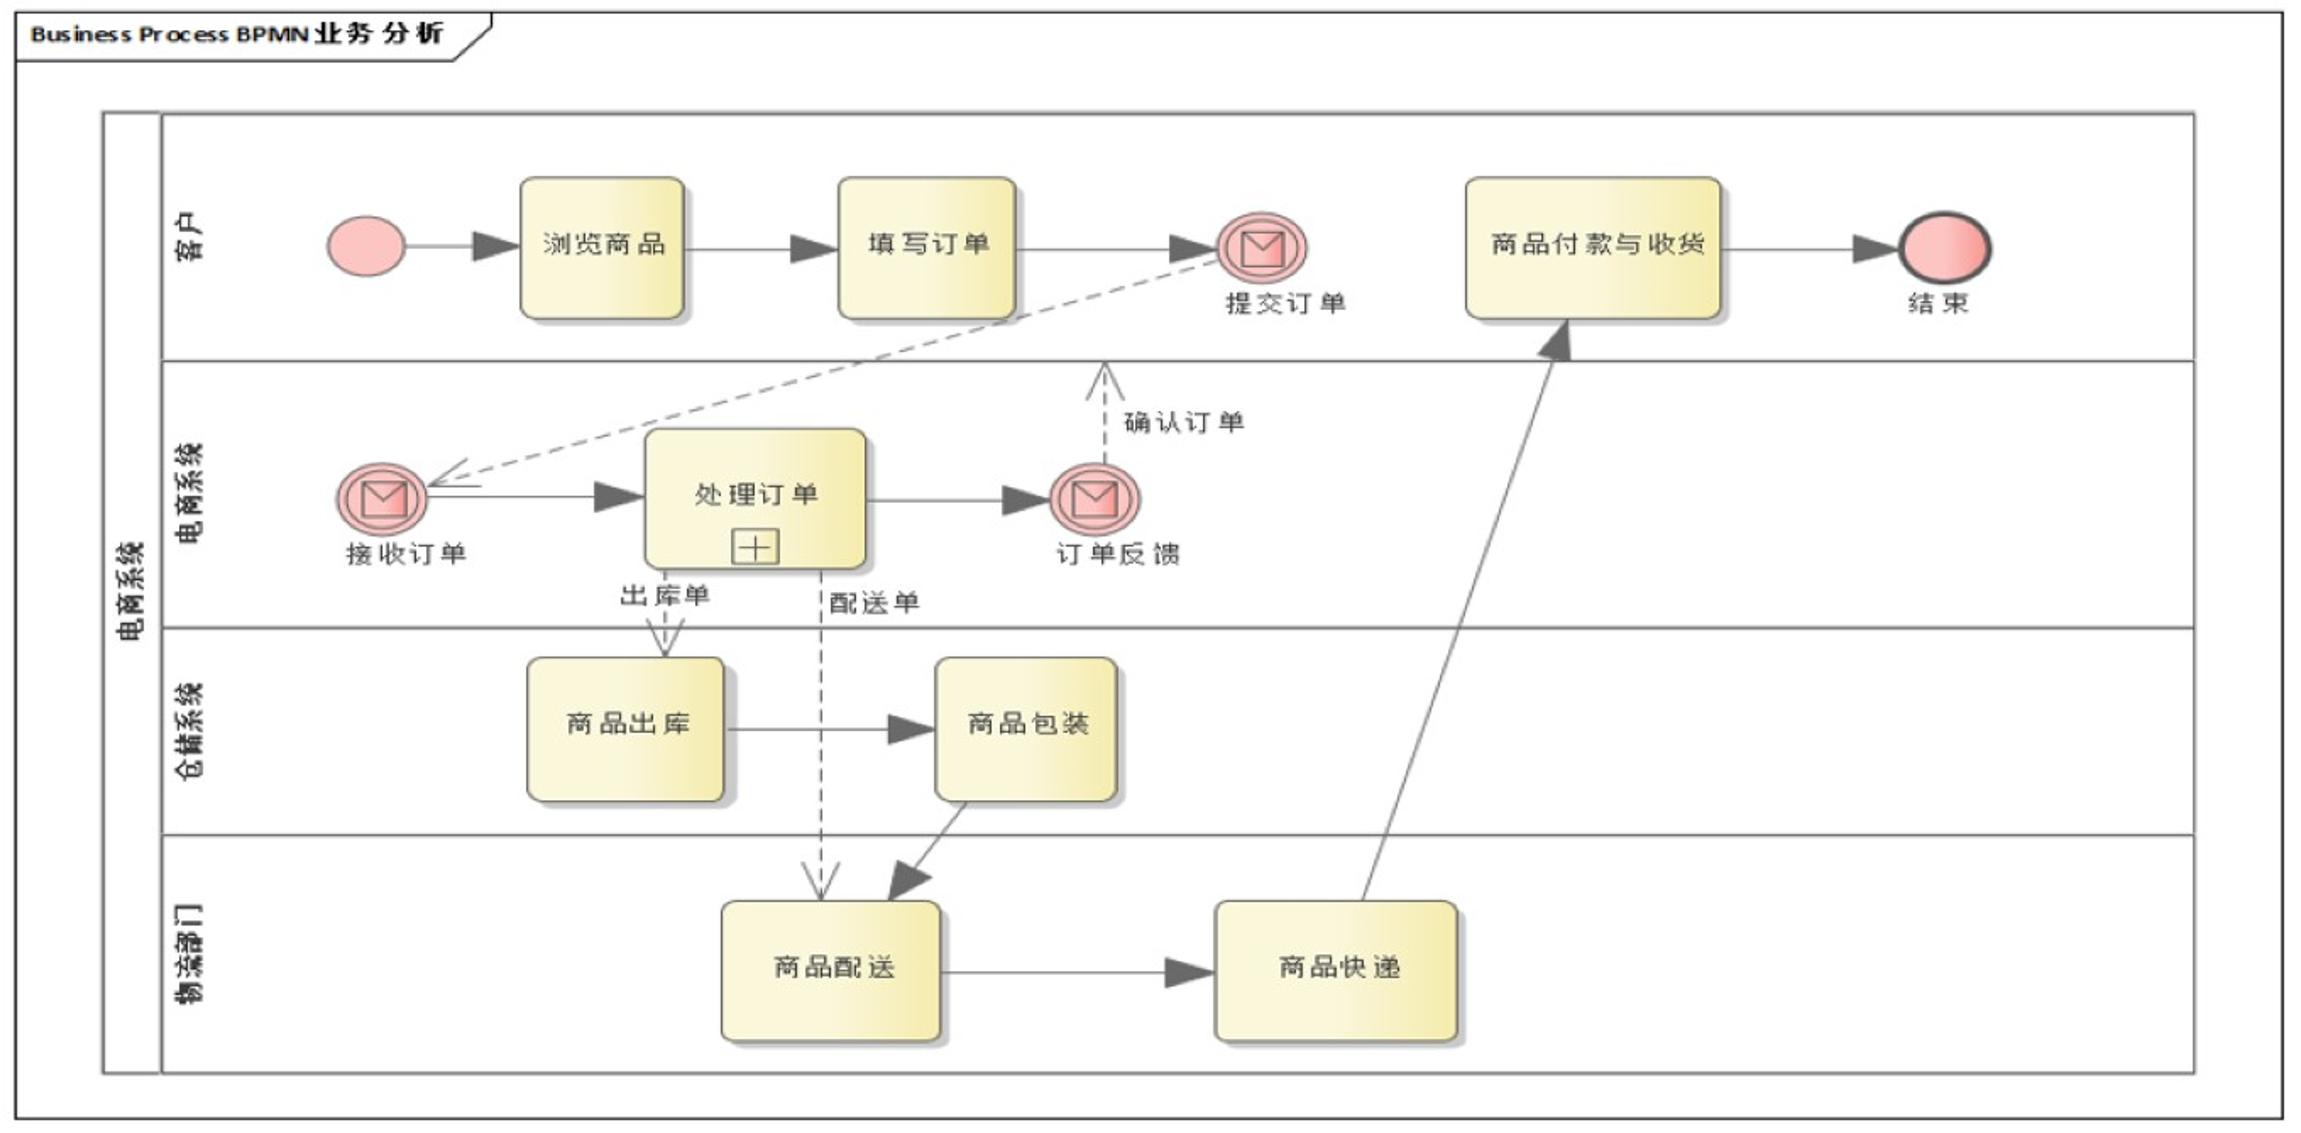 Business Process BPMN 业务分析
电商系统
客户
浏览商品
填写订单
提交订单
商品付款与收货
结束
电商系统
确认订单
接收订单
处理订单
订单反馈
出库单
配送单
仓储系统
商品出库
商品包装
物流部门
商品配送
商品快递